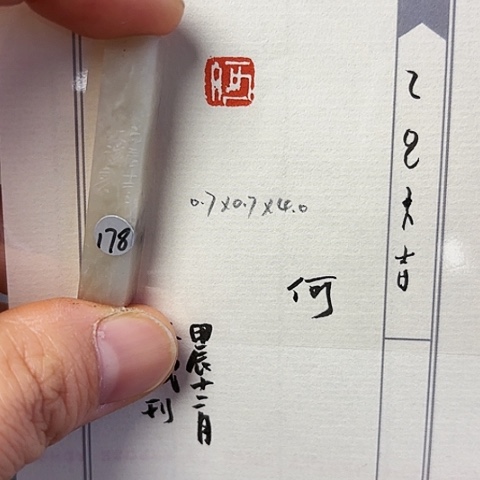 乙巳大吉
0.7x0.7x4.0
何
甲辰十二月
刊
178